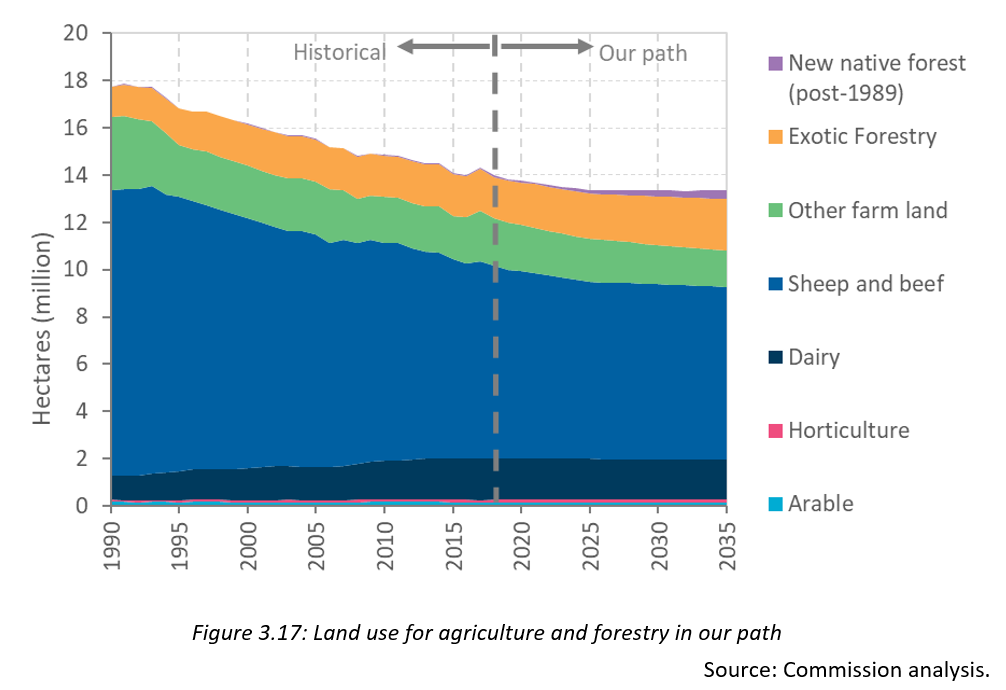 Hectares (million)
20
18
16
14
12
10
8
6
4
2
0
Historical
Our path
1990
1995
2000
2005
2010
2015
2020
2025
2030
2035
New native forest
(post-1989)
Exotic Forestry
Other farm land
Sheep and beef
Dairy
Horticulture
Arable
Figure 3.17: Land use for agriculture and forestry in our path
Source: Commission analysis.